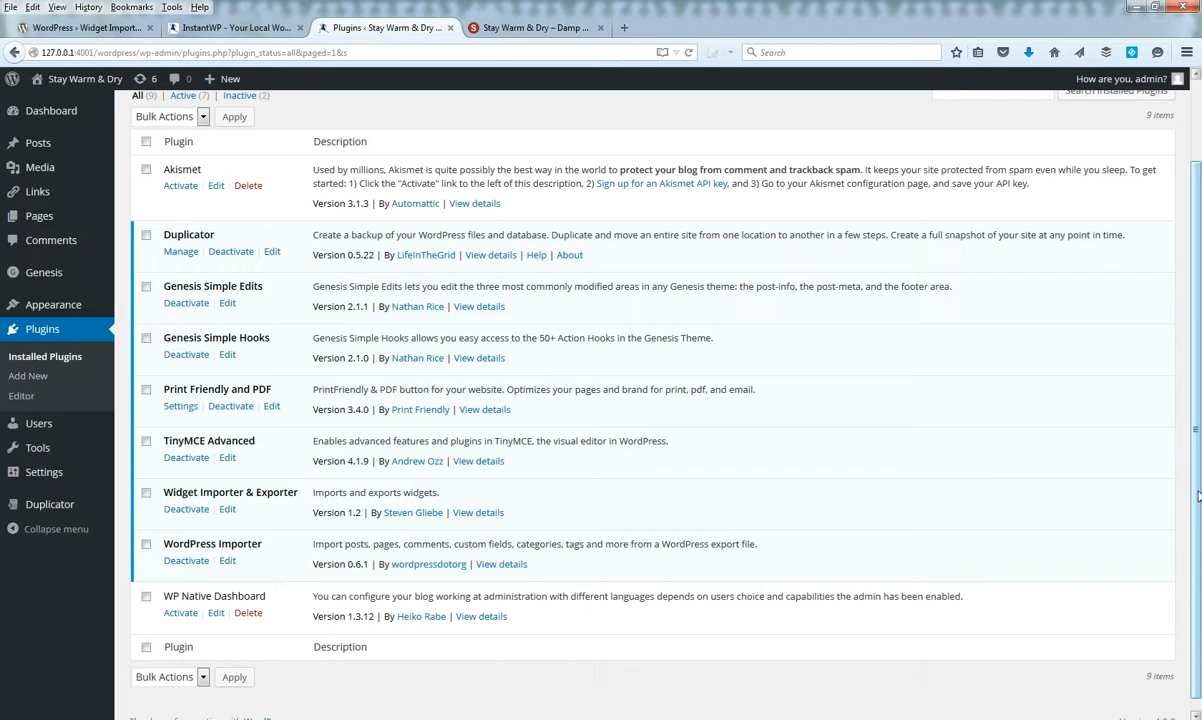 File Edit View History Bookmarks Tools Help
WordPress › Widget Import... × InstantWP - Your Local Wo... × Plugins ‹ Stay Warm & Dry ... × Stay Warm & Dry – Damp ... × +
127.0.0.1:4001/wordpress/wp-admin/plugins.php?plugin_status=all&paged=1&s Search
Stay Warm & Dry 6 0 + New How are you, admin?
All (9) | Active (7) | Inactive (2) Search Installed Plugins
Bulk Actions Apply 9 items
Plugin Description
Dashboard
Posts
Media
Links
Pages
Comments
Genesis
Appearance
Plugins
Installed Plugins
Add New
Editor
Users
Tools
Settings
Duplicator
Collapse menu
Akismet Used by millions, Akismet is quite possibly the best way in the world to protect your blog from comment and trackback spam. It keeps your site protected from spam even while you sleep. To get
Activate | Edit | Delete started: 1) Click the "Activate" link to the left of this description, 2) Sign up for an Akismet API key, and 3) Go to your Akismet configuration page, and save your API key.
Version 3.1.3 | By Automattic | View details
Duplicator Create a backup of your WordPress files and database. Duplicate and move an entire site from one location to another in a few steps. Create a full snapshot of your site at any point in time.
Manage | Deactivate | Edit Version 0.5.22 | By LifeInTheGrid | View details | Help | About
Genesis Simple Edits Genesis Simple Edits lets you edit the three most commonly modified areas in any Genesis theme: the post-info, the post-meta, and the footer area.
Deactivate | Edit Version 2.1.1 | By Nathan Rice | View details
Genesis Simple Hooks Genesis Simple Hooks allows you easy access to the 50+ Action Hooks in the Genesis Theme.
Deactivate | Edit Version 2.1.0 | By Nathan Rice | View details
Print Friendly and PDF PrintFriendly & PDF button for your website. Optimizes your pages and brand for print, pdf, and email.
Settings | Deactivate | Edit Version 3.4.0 | By Print Friendly | View details
TinyMCE Advanced Enables advanced features and plugins in TinyMCE, the visual editor in WordPress.
Deactivate | Edit Version 4.1.9 | By Andrew Ozz | View details
Widget Importer & Exporter Imports and exports widgets.
Deactivate | Edit Version 1.2 | By Steven Gliebe | View details
WordPress Importer Import posts, pages, comments, custom fields, categories, tags and more from a WordPress export file.
Deactivate | Edit Version 0.6.1 | By wordpressdotorg | View details
WP Native Dashboard You can configure your blog working at administration with different languages depends on users choice and capabilities the admin has been enabled.
Activate | Edit | Delete Version 1.3.12 | By Heiko Rabe | View details
Plugin Description
Bulk Actions Apply 9 items